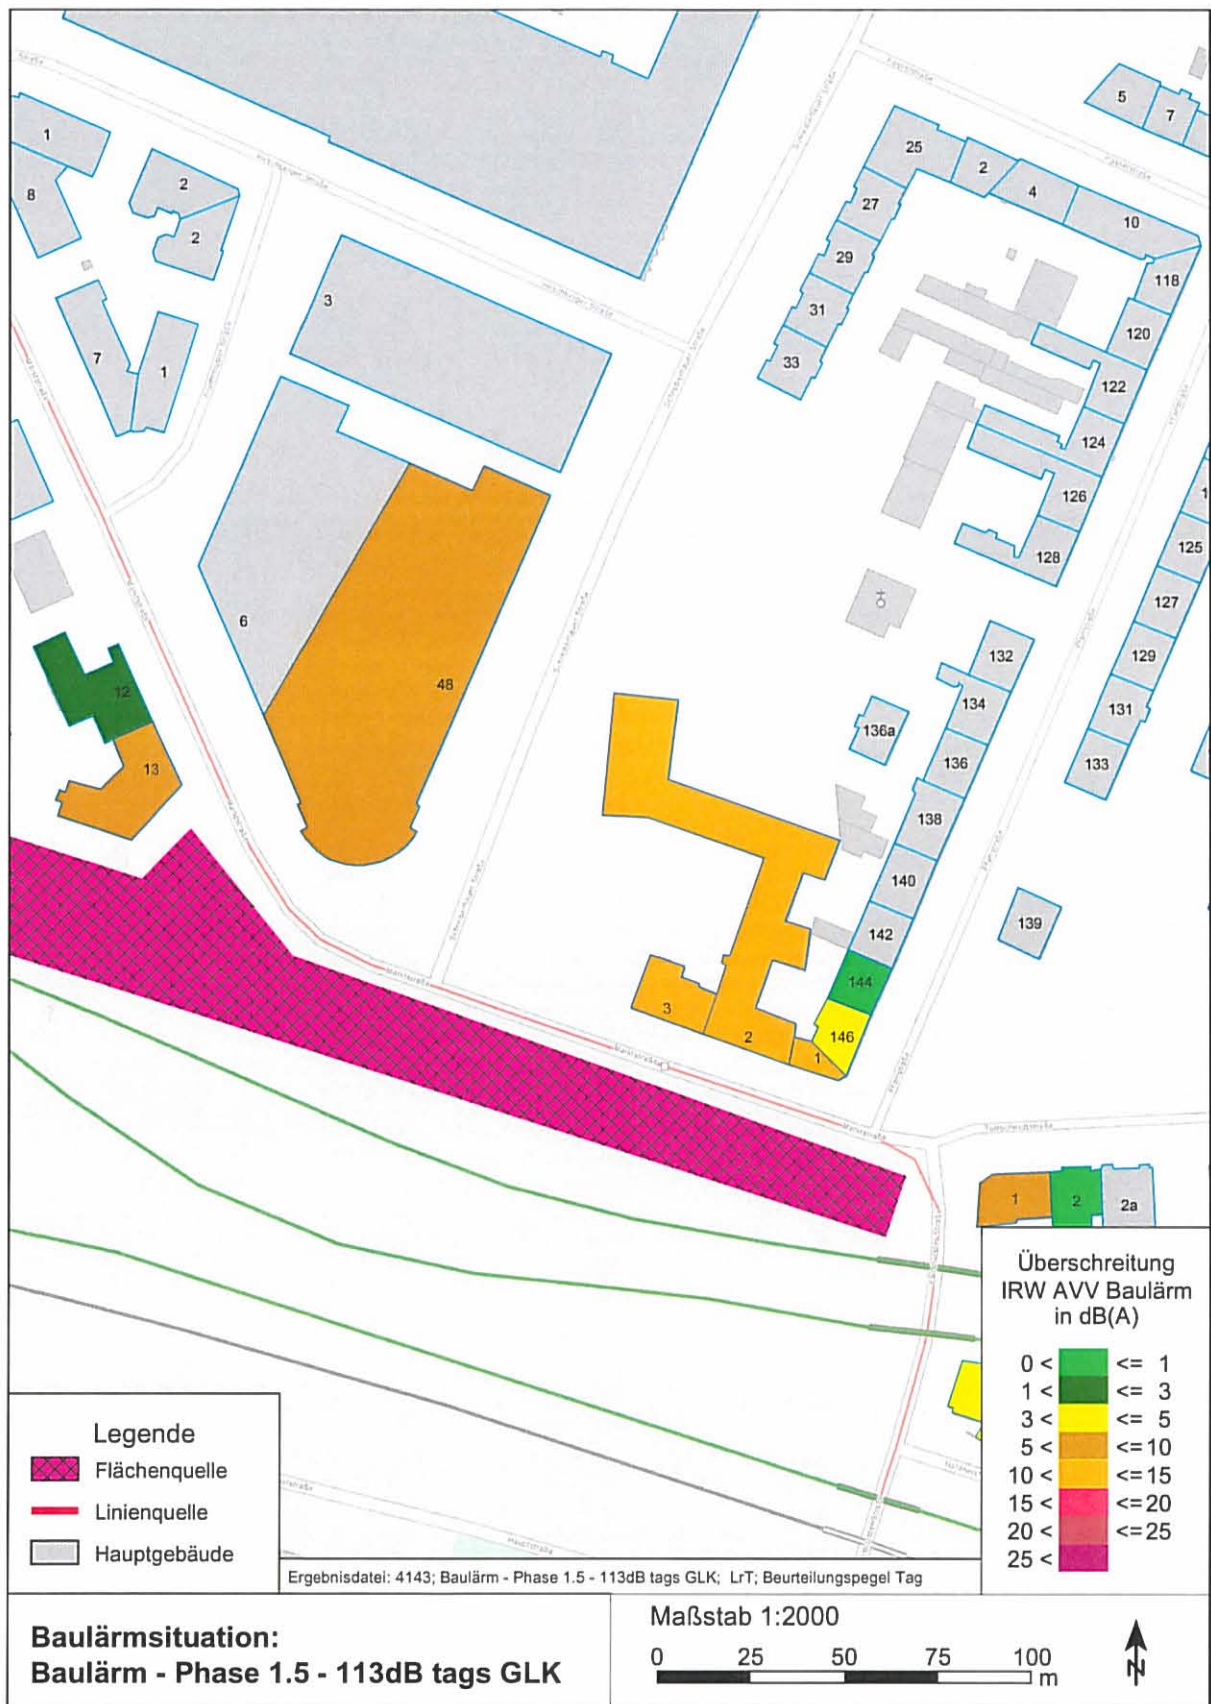 5
7
25
2
4
10
1
8
2
2
27
29
31
33
118
120
122
124
126
128
3
7
1
125
127
129
131
133
6
48
12
13
132
134
136a
136
138
140
142
144
146
139
3
2
1
Marktstraße
1
2
2a
Überschreitung
IRW AVV Baulärm
in dB(A)
0 < <= 1
1 < <= 3
3 < <= 5
5 < <= 10
10 < <= 15
15 < <= 20
20 < <= 25
25 <
Legende
Flächenquelle
Linienquelle
Hauptgebäude
Hauptstraße
Ergebnisdatei: 4143; Baulärm - Phase 1.5 - 113dB tags GLK; LrT; Beurteilungspegel Tag
Baulärmsituation:
Baulärm - Phase 1.5 - 113dB tags GLK
Maßstab 1:2000
0 25 50 75 100
m
N